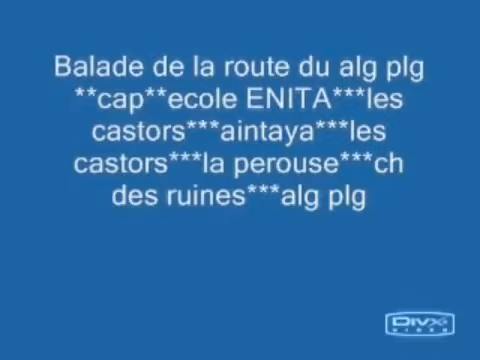 Balade de la route du alg plg
**cap**ecole ENITA***les
castors***aintaya***les
castors***la perouse***ch
des ruines***alg plg
DIVX
VIDEO